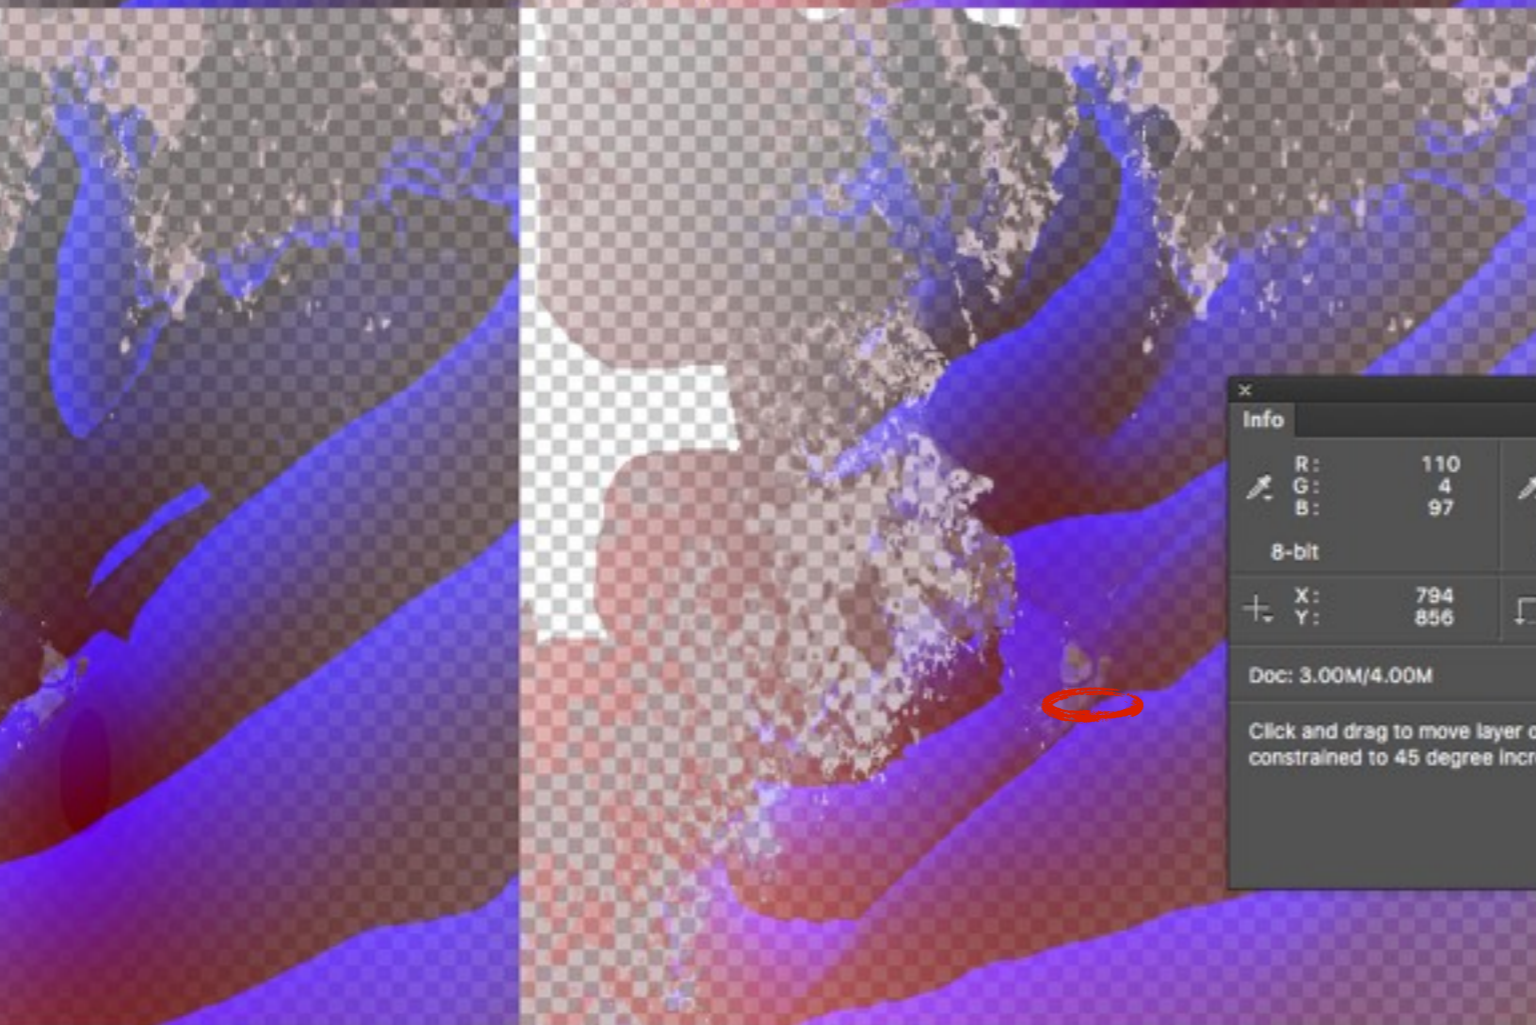 Info
R: 110
G: 4
B: 97
8-bit
X: 794
Y: 856
Doc: 3.00M/4.00M
Click and drag to move layer
constrained to 45 degree